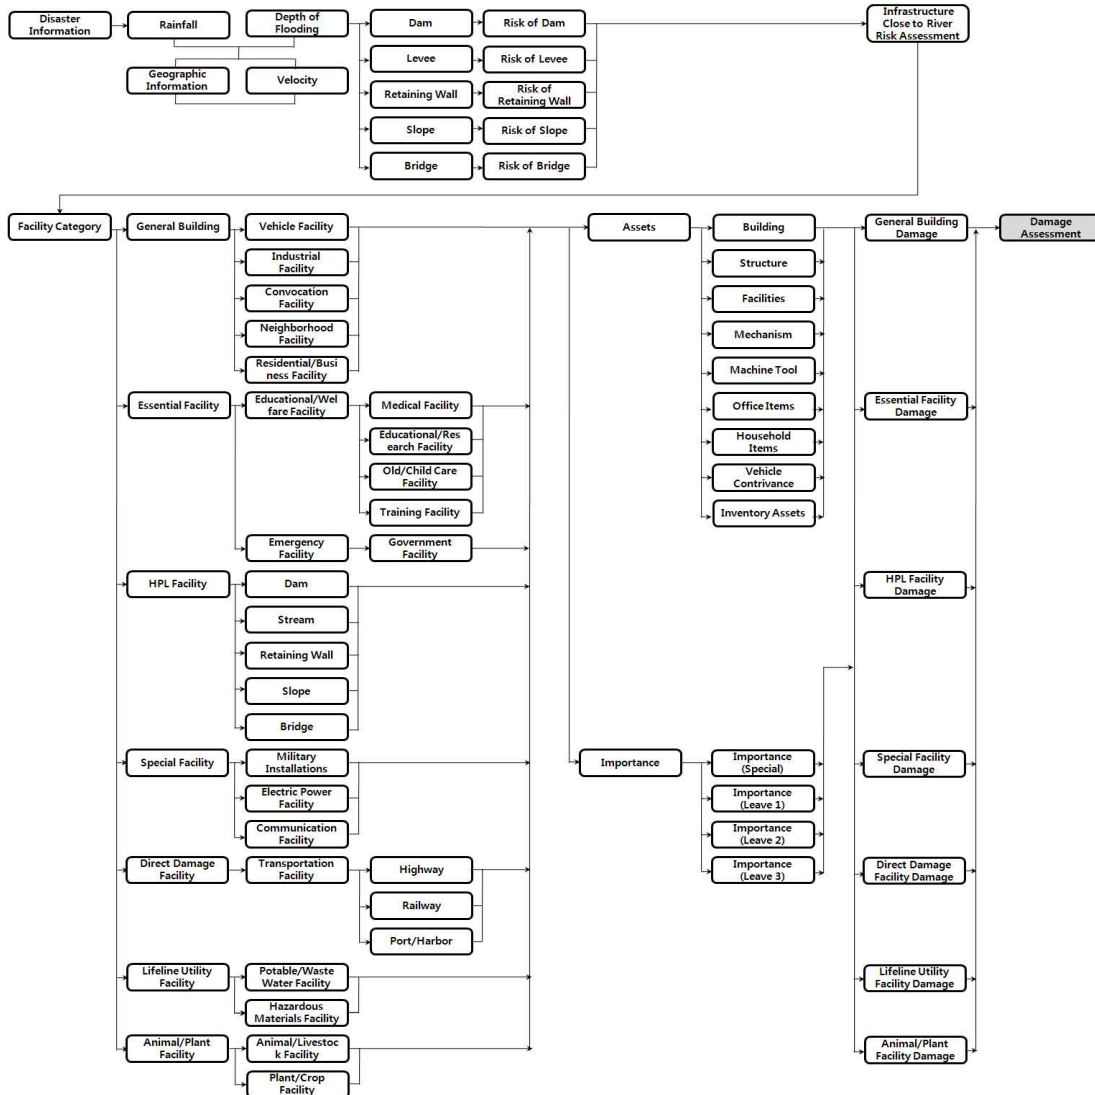 Disaster
Information
Rainfall
Depth of
Flooding
Dam
Risk of Dam
Infrastructure
Close to River
Risk Assessment
Levee
Risk of Levee
Geographic
Information
Velocity
Retaining Wall
Risk of
Retaining Wall
Slope
Risk of Slope
Bridge
Risk of Bridge
Facility Category
General Building
Vehicle Facility
Assets
Building
General Building
Damage
Damage
Assessment
Industrial
Facility
Structure
Convocation
Facility
Facilities
Neighborhood
Facility
Mechanism
Residential/Busi
ness Facility
Machine Tool
Essential Facility
Educational/Wel
fare Facility
Medical Facility
Office Items
Essential Facility
Damage
Educational/Res
earch Facility
Household
Items
Old/Child Care
Facility
Vehicle
Contrivance
Training Facility
Inventory Assets
Emergency
Facility
Government
Facility
HPL Facility
Dam
HPL Facility
Damage
Stream
Retaining Wall
Slope
Bridge
Special Facility
Military
Installations
Importance
Importance
(Special)
Special Facility
Damage
Electric Power
Facility
Importance
(Leave 1)
Communication
Facility
Importance
(Leave 2)
Direct Damage
Facility
Transportation
Facility
Highway
Importance
(Leave 3)
Direct Damage
Facility Damage
Railway
Port/Harbor
Lifeline Utility
Facility
Potable/Waste
Water Facility
Lifeline Utility
Facility Damage
Hazardous
Materials Facility
Animal/Plant
Facility
Animal/Livestoc
k Facility
Animal/Plant
Facility Damage
Plant/Crop
Facility